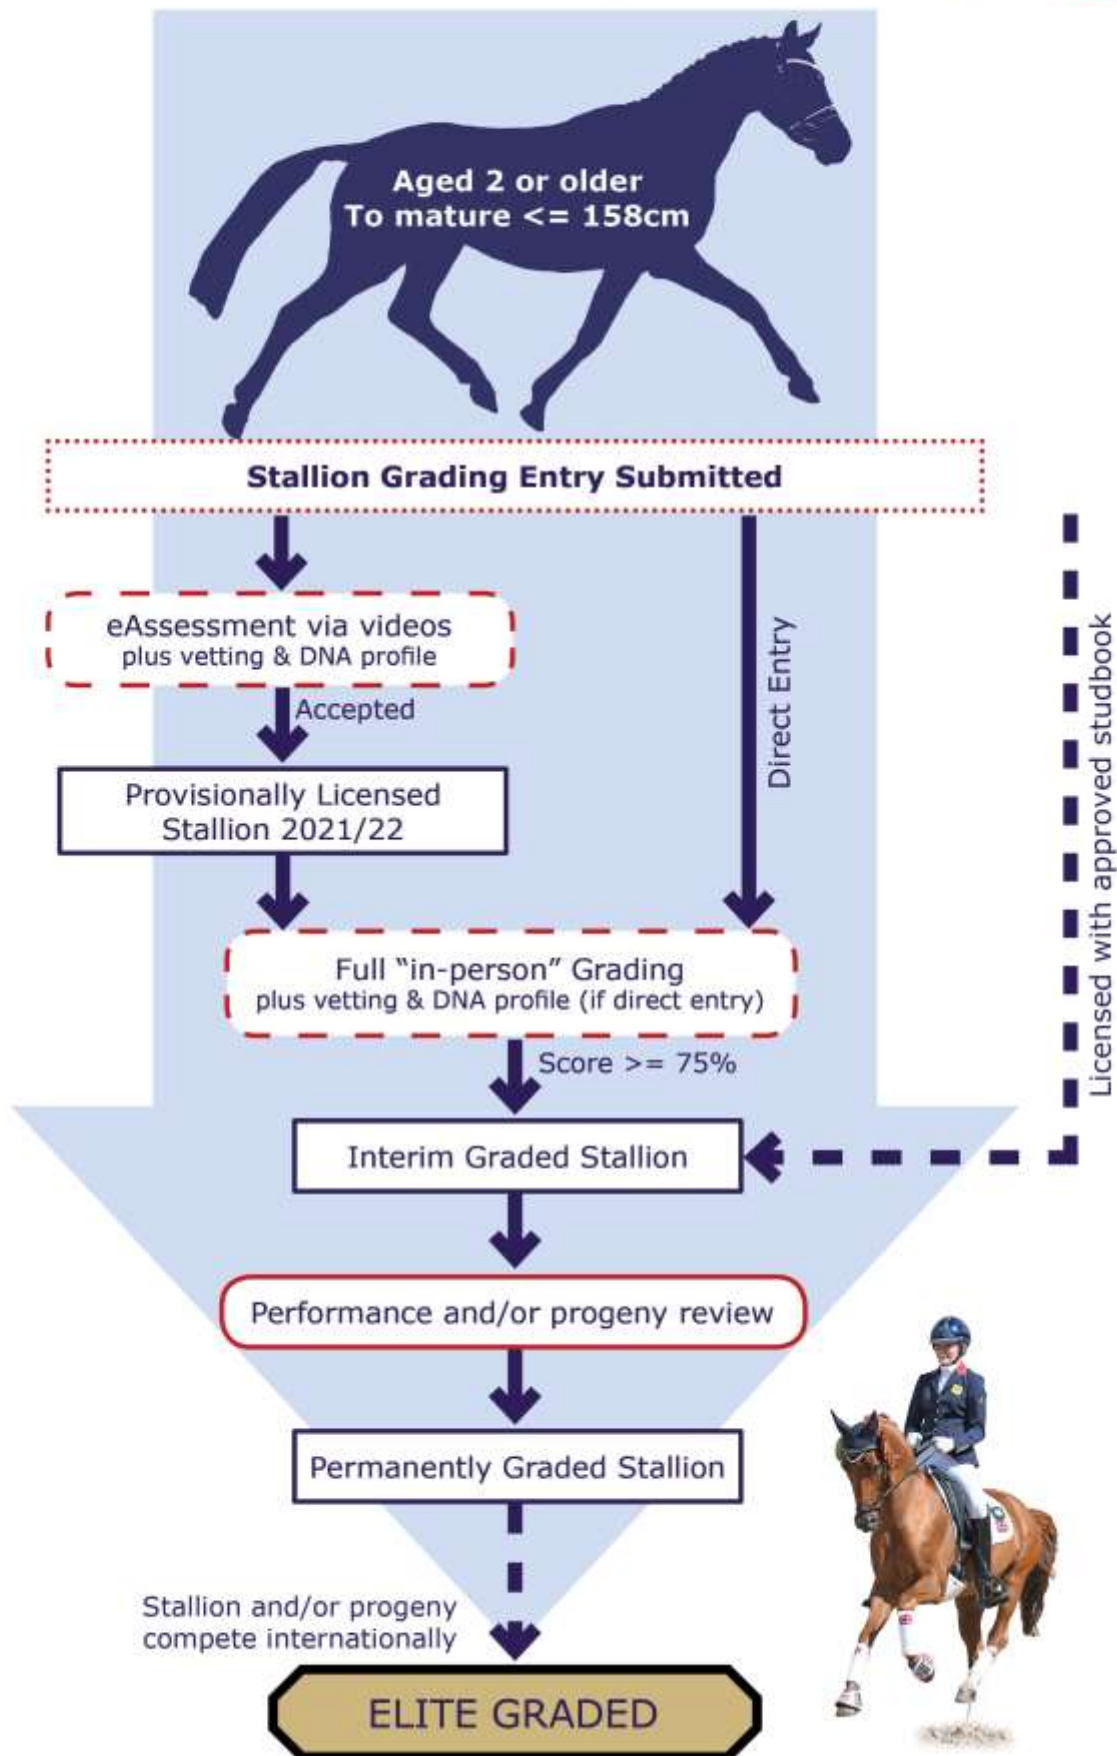 Aged 2 or older
To mature <= 158cm
Stallion Grading Entry Submitted
eAssessment via videos
plus vetting & DNA profile
Accepted
Direct Entry
Licensed with approved studbook
Provisionally Licensed
Stallion 2021/22
Full “in-person” Grading
plus vetting & DNA profile (if direct entry)
Score >= 75%
Interim Graded Stallion
Performance and/or progeny review
Permanently Graded Stallion
Stallion and/or progeny
compete internationally
ELITE GRADED